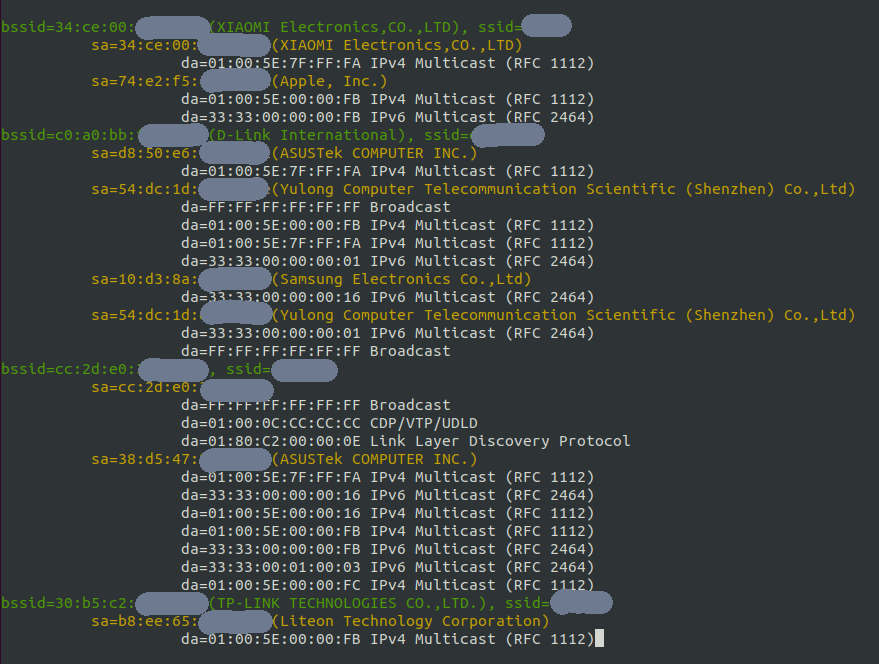 bssid=34:ce:00: (XIAOMI Electronics,CO.,LTD), ssid=
sa=34:ce:00: (XIAOMI Electronics,CO.,LTD)
da=01:00:5E:7F:FF:FA IPv4 Multicast (RFC 1112)
sa=74:e2:f5: (Apple, Inc.)
da=01:00:5E:00:00:FB IPv4 Multicast (RFC 1112)
da=33:33:00:00:00:FB IPv6 Multicast (RFC 2464)
bssid=c0:a0:bb: (D-Link International), ssid=
sa=d8:50:e6: (ASUSTek COMPUTER INC.)
da=01:00:5E:7F:FF:FA IPv4 Multicast (RFC 1112)
sa=54:dc:1d: (Yulong Computer Telecommunication Scientific (Shenzhen) Co.,Ltd)
da=FF:FF:FF:FF:FF:FF Broadcast
da=01:00:5E:00:00:FB IPv4 Multicast (RFC 1112)
da=01:00:5E:7F:FF:FA IPv4 Multicast (RFC 1112)
da=33:33:00:00:00:01 IPv6 Multicast (RFC 2464)
sa=10:d3:8a: (Samsung Electronics Co.,Ltd)
da=33:33:00:00:00:16 IPv6 Multicast (RFC 2464)
sa=54:dc:1d: (Yulong Computer Telecommunication Scientific (Shenzhen) Co.,Ltd)
da=33:33:00:00:00:01 IPv6 Multicast (RFC 2464)
da=FF:FF:FF:FF:FF:FF Broadcast
bssid=cc:2d:e0: , ssid=
sa=cc:2d:e0:
da=FF:FF:FF:FF:FF:FF Broadcast
da=01:00:0C:CC:CC:CC CDP/VTP/UDLD
da=01:80:C2:00:00:0E Link Layer Discovery Protocol
sa=38:d5:47: (ASUSTek COMPUTER INC.)
da=01:00:5E:7F:FF:FA IPv4 Multicast (RFC 1112)
da=33:33:00:00:00:16 IPv6 Multicast (RFC 2464)
da=01:00:5E:00:00:16 IPv4 Multicast (RFC 1112)
da=01:00:5E:00:00:FB IPv4 Multicast (RFC 1112)
da=33:33:00:00:00:FB IPv6 Multicast (RFC 2464)
da=33:33:00:01:00:03 IPv6 Multicast (RFC 2464)
da=01:00:5E:00:00:FC IPv4 Multicast (RFC 1112)
bssid=30:b5:c2: (TP-LINK TECHNOLOGIES CO.,LTD.), ssid=
sa=b8:ee:65: (Liteon Technology Corporation)
da=01:00:5E:00:00:FB IPv4 Multicast (RFC 1112)